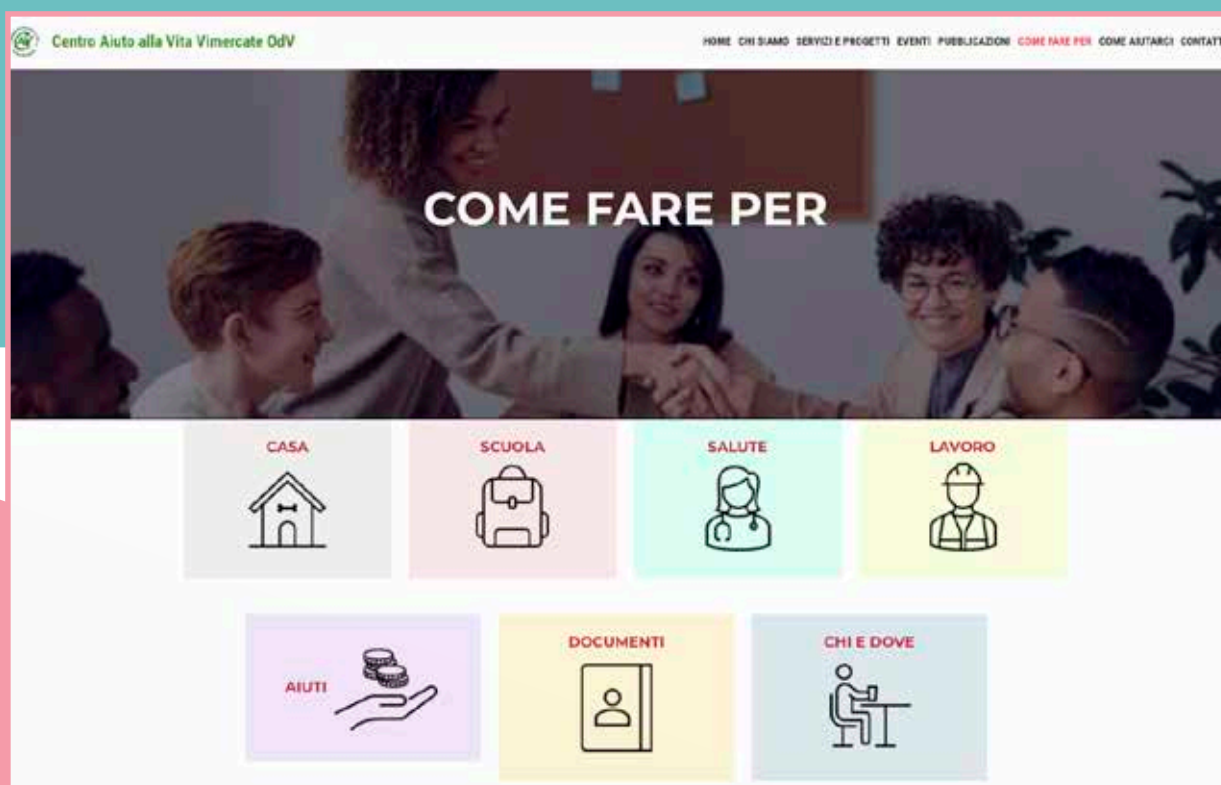 Centro Aiuto alla Vita Vimercate OdV
HOME CHI SIAMO SERVIZI E PROGETTI EVENTI PUBBLICAZIONI COME FARE PER COME AIUTARCI CONTATT
COME FARE PER
CASA SCUOLA SALUTE LAVORO
AIUTI DOCUMENTI CHI E DOVE